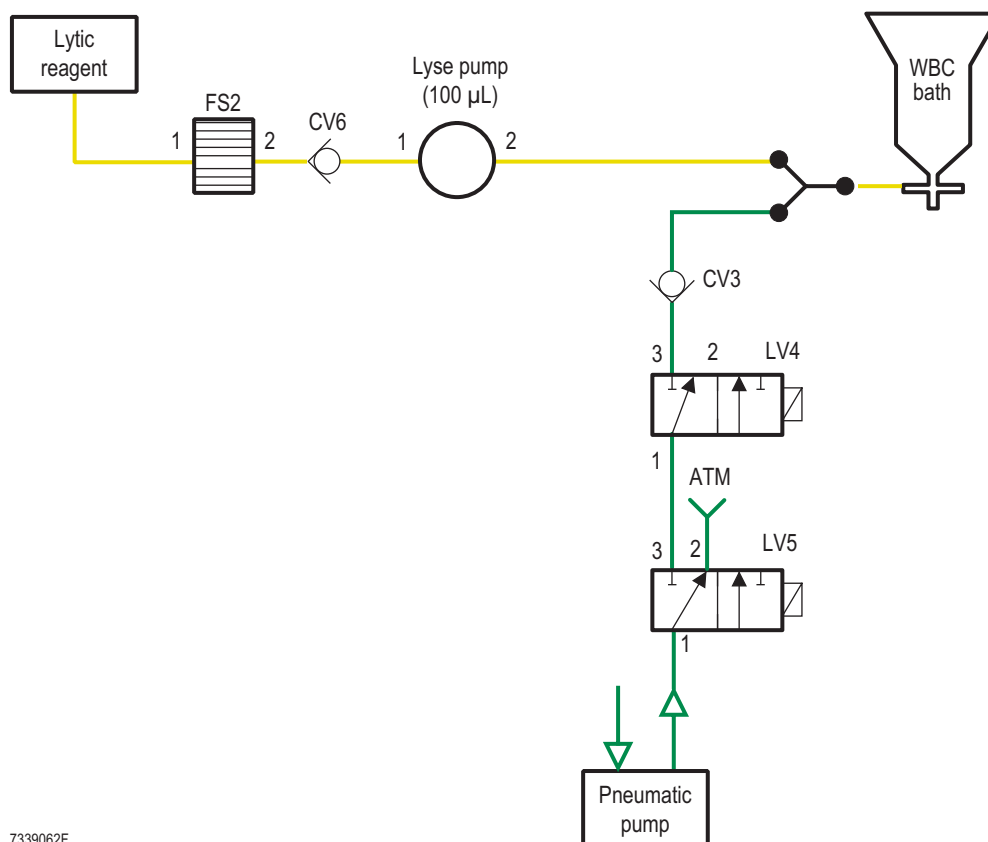 Lytic
reagent
FS2
1
2
CV6
Lyse pump
(100 µL)
1
2
WBC
bath
CV3
3
2
LV4
1
ATM
3
2
LV5
1
Pneumatic
pump
7339062F